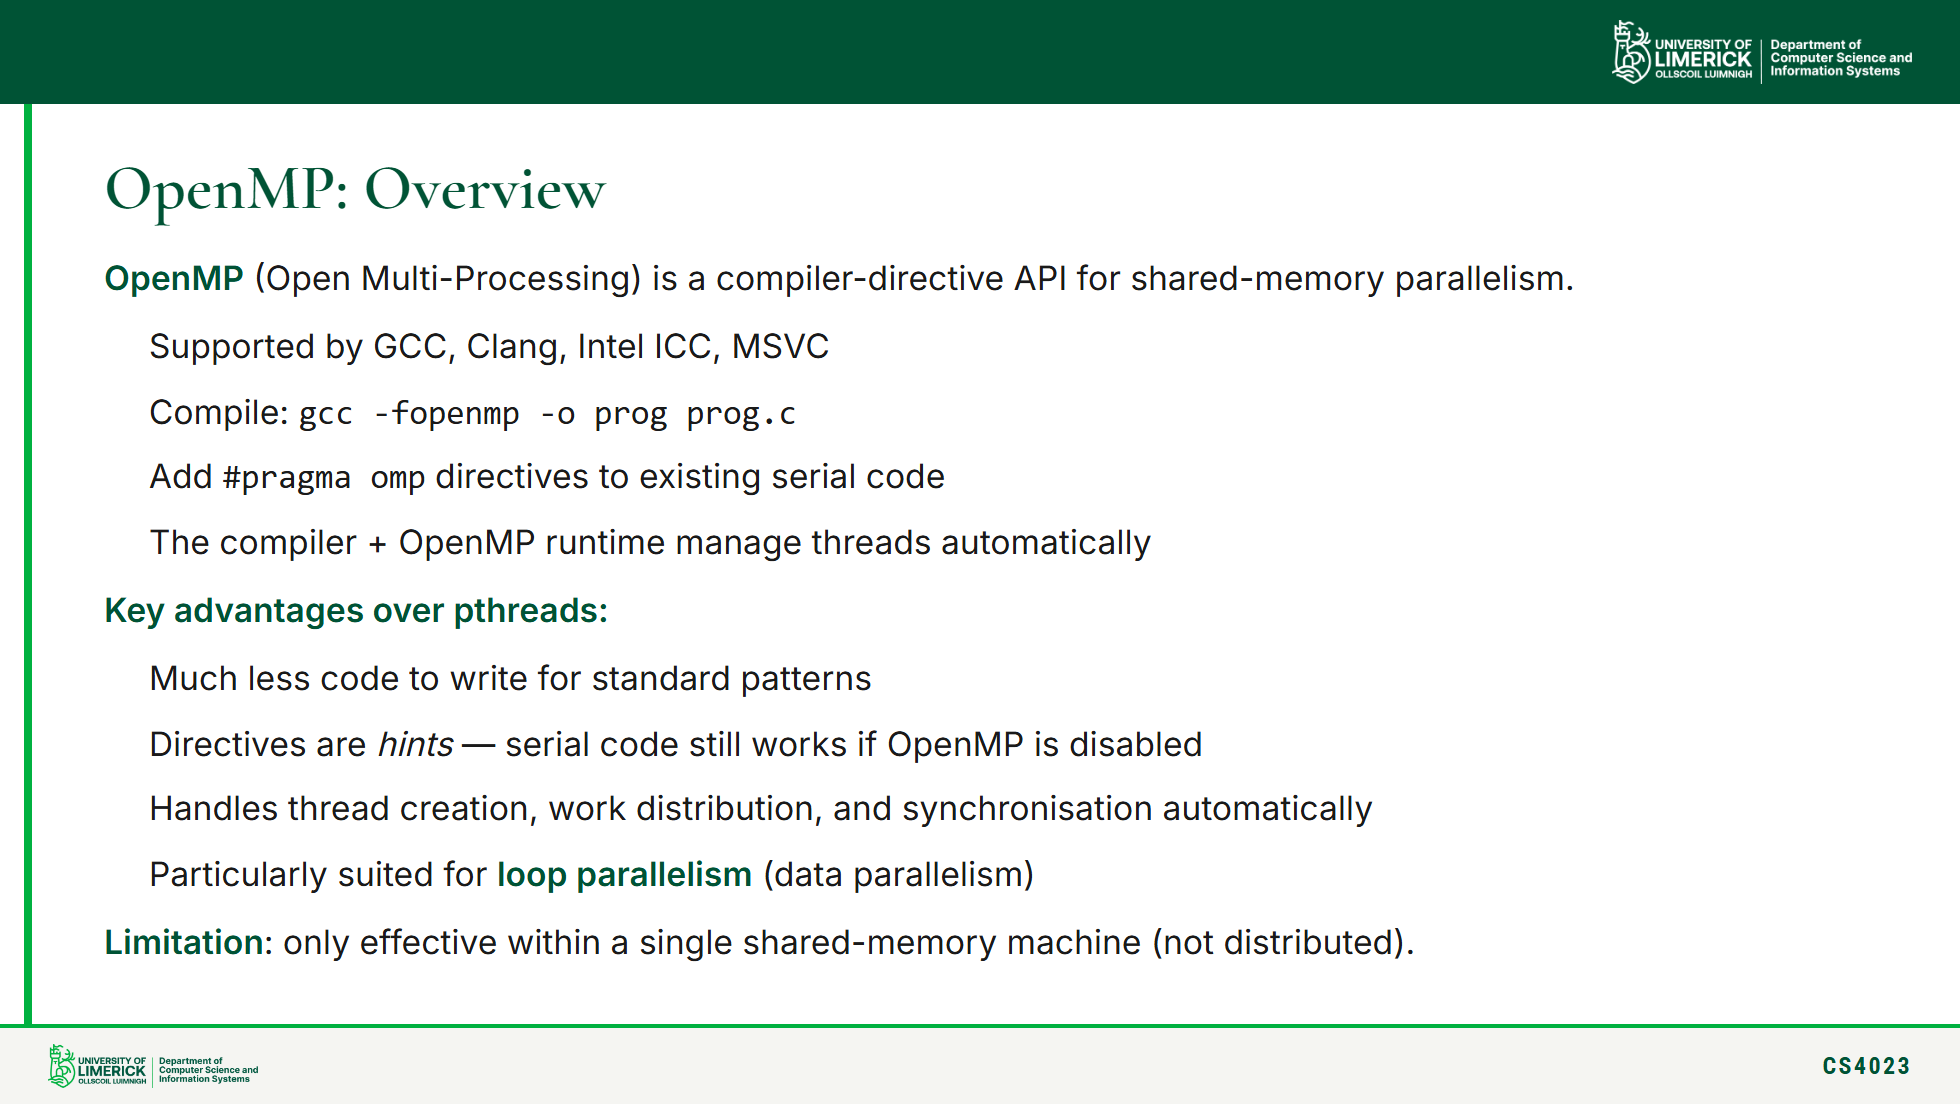 UNIVERSITY OF
LIMERICK
OLLSCOIL LUIMNIGH
Department of
Computer Science and
Information Systems
OpenMP: Overview
OpenMP (Open Multi-Processing) is a compiler-directive API for shared-memory parallelism.
Supported by GCC, Clang, Intel ICC, MSVC
Compile: gcc -fopenmp -o prog prog.c
Add #pragma omp directives to existing serial code
The compiler + OpenMP runtime manage threads automatically
Key advantages over pthreads:
Much less code to write for standard patterns
Directives are hints — serial code still works if OpenMP is disabled
Handles thread creation, work distribution, and synchronisation automatically
Particularly suited for loop parallelism (data parallelism)
Limitation: only effective within a single shared-memory machine (not distributed).
UNIVERSITY OF
LIMERICK
OLLSCOIL LUIMNIGH
Department of
Computer Science and
Information Systems
CS4023